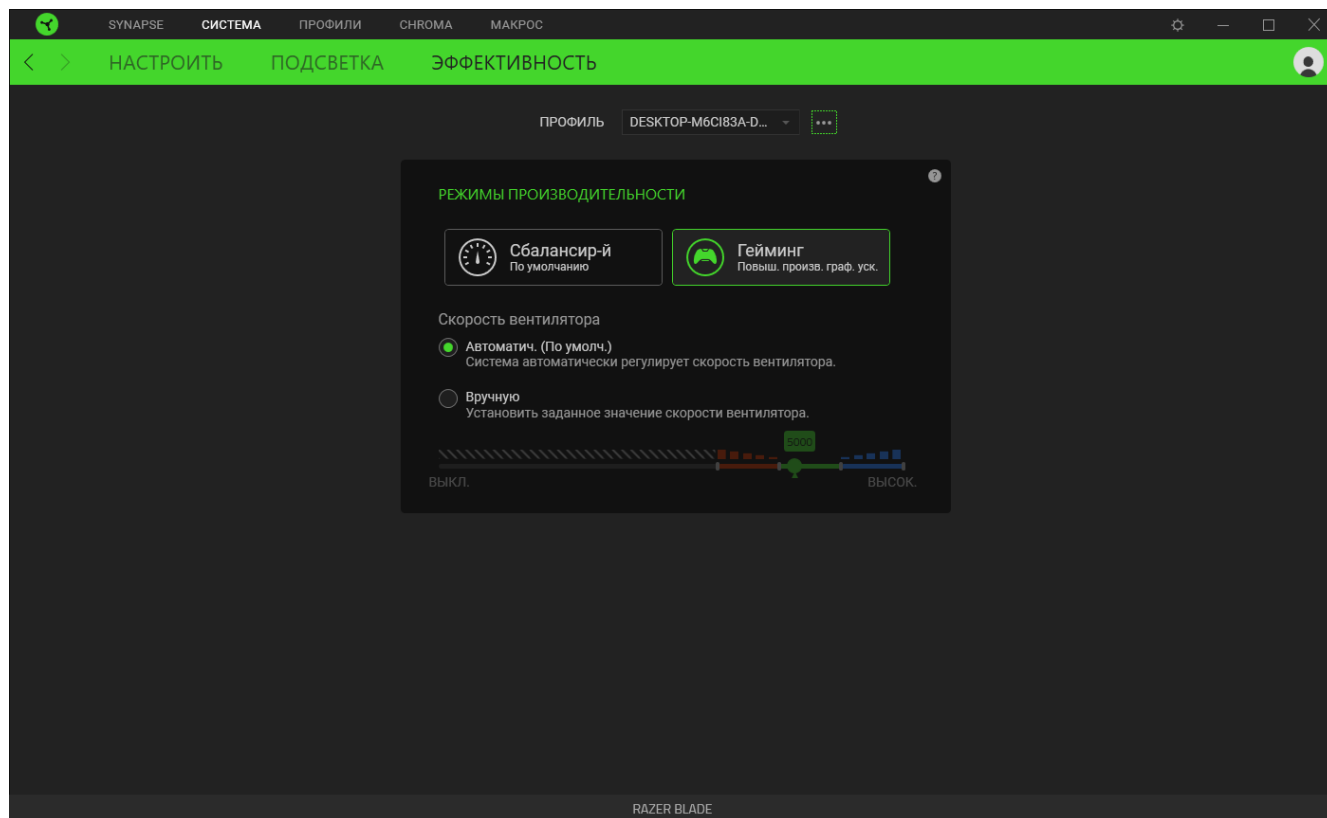 SYNAPSE СИСТЕМА ПРОФИЛИ CHROMA МАКРОС
НАСТРОИТЬ ПОДСВЕТКА ЭФФЕКТИВНОСТЬ
ПРОФИЛЬ DESKTOP-M6CI83A-D...
РЕЖИМЫ ПРОИЗВОДИТЕЛЬНОСТИ
?
Сбалансир-й
По умолчанию
Гейминг
Повыш. произв. граф. уск.
Скорость вентилятора
Автоматич. (По умолч.)
Система автоматически регулирует скорость вентилятора.
Вручную
Установить заданное значение скорости вентилятора.
5000
ВЫКЛ. ВЫСОК.
RAZER BLADE